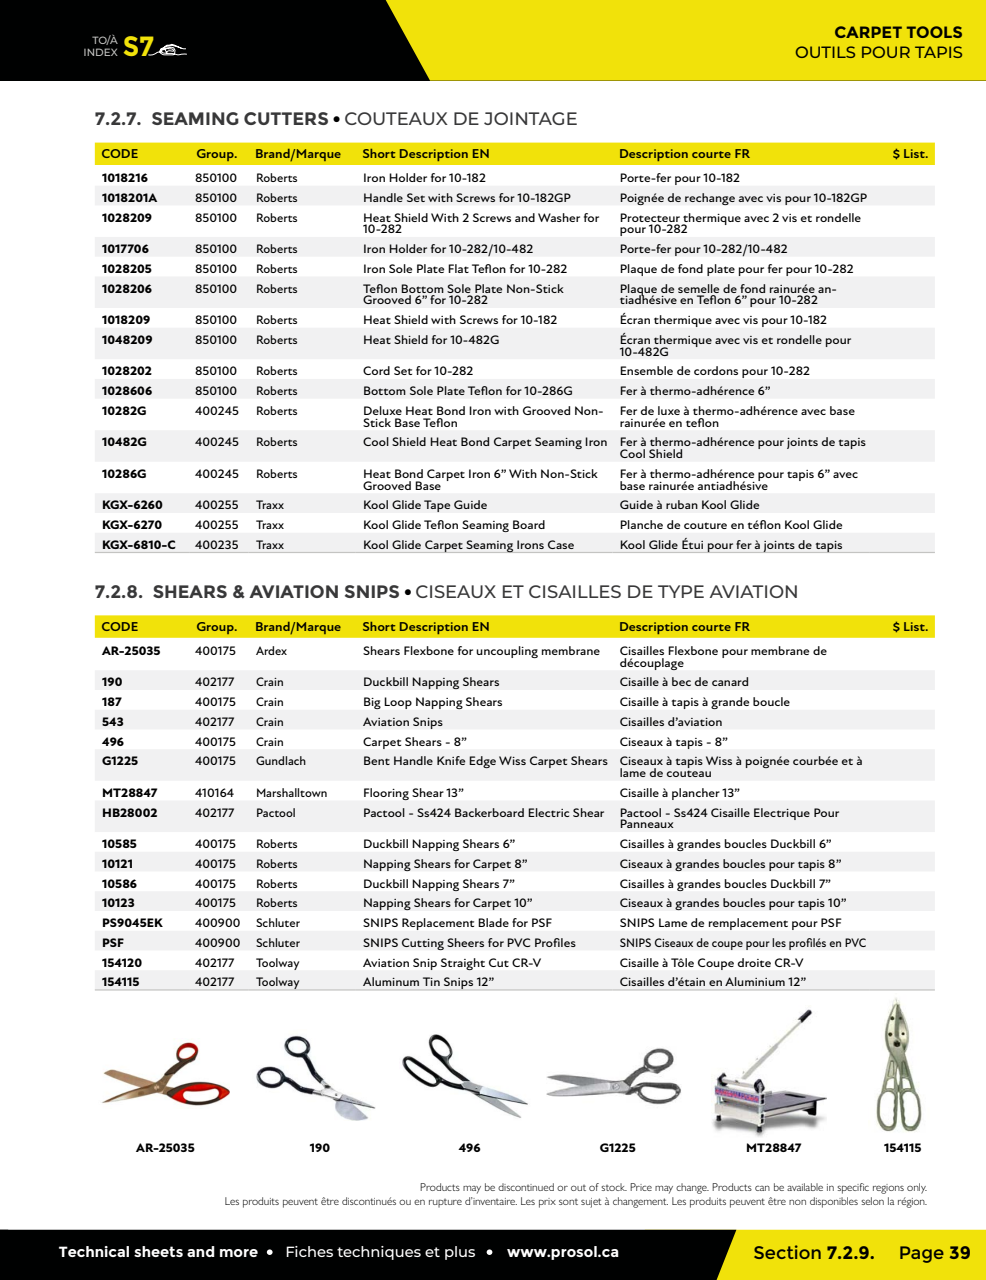 TO/À
INDEX S7
CARPET TOOLS
OUTILS POUR TAPIS
7.2.7. SEAMING CUTTERS • COUTEAUX DE JOINTAGE
CODE Group. Brand/Marque Short Description EN Description courte FR $ List.
1018216 850100 Roberts Iron Holder for 10-182 Porte-fer pour 10-182
1018201A 850100 Roberts Handle Set with Screws for 10-182GP Poignée de rechange avec vis pour 10-182GP
1028209 850100 Roberts Heat Shield With 2 Screws and Washer for Protecteur thermique avec 2 vis et rondelle
10-282 pour 10-282
1017706 850100 Roberts Iron Holder for 10-282/10-482 Porte-fer pour 10-282/10-482
1028205 850100 Roberts Iron Sole Plate Flat Teflon for 10-282 Plaque de fond plate pour fer pour 10-282
1028206 850100 Roberts Teflon Bottom Sole Plate Non-Stick Plaque de semelle de fond rainurée an-
Grooved 6” for 10-282 tiadhésive en Teflon 6” pour 10-282
1018209 850100 Roberts Heat Shield with Screws for 10-182 Écran thermique avec vis pour 10-182
1048209 850100 Roberts Heat Shield for 10-482G Écran thermique avec vis et rondelle pour
10-482G
1028202 850100 Roberts Cord Set for 10-282 Ensemble de cordons pour 10-282
1028606 850100 Roberts Bottom Sole Plate Teflon for 10-286G Fer à thermo-adhérence 6”
10282G 400245 Roberts Deluxe Heat Bond Iron with Grooved Non- Fer de luxe à thermo-adhérence avec base
Stick Base Teflon rainurée en teflon
10482G 400245 Roberts Cool Shield Heat Bond Carpet Seaming Iron Fer à thermo-adhérence pour joints de tapis
Cool Shield
10286G 400245 Roberts Heat Bond Carpet Iron 6” With Non-Stick Fer à thermo-adhérence pour tapis 6” avec
Grooved Base base rainurée antiadhésive
KGX-6260 400255 Traxx Kool Glide Tape Guide Guide à ruban Kool Glide
KGX-6270 400255 Traxx Kool Glide Teflon Seaming Board Planche de couture en téflon Kool Glide
KGX-6810-C 400235 Traxx Kool Glide Carpet Seaming Irons Case Kool Glide Étui pour fer à joints de tapis
7.2.8. SHEARS & AVIATION SNIPS • CISEAUX ET CISAILLES DE TYPE AVIATION
CODE Group. Brand/Marque Short Description EN Description courte FR $ List.
AR-25035 400175 Ardex Shears Flexbone for uncoupling membrane Cisailles Flexbone pour membrane de
découplage
190 402177 Crain Duckbill Napping Shears Cisaille à bec de canard
187 400175 Crain Big Loop Napping Shears Cisaille à tapis à grande boucle
543 402177 Crain Aviation Snips Cisailles d’aviation
496 400175 Crain Carpet Shears - 8” Ciseaux à tapis - 8”
G1225 400175 Gundlach Bent Handle Knife Edge Wiss Carpet Shears Ciseaux à tapis Wiss à poignée courbée et à
lame de couteau
MT28847 410164 Marshalltown Flooring Shear 13” Cisaille à plancher 13”
HB28002 402177 Pactool Pactool - Ss424 Backerboard Electric Shear Pactool - Ss424 Cisaille Electrique Pour
Panneaux
10585 400175 Roberts Duckbill Napping Shears 6” Cisailles à grandes boucles Duckbill 6”
10121 400175 Roberts Napping Shears for Carpet 8” Ciseaux à grandes boucles pour tapis 8”
10586 400175 Roberts Duckbill Napping Shears 7” Cisailles à grandes boucles Duckbill 7”
10123 400175 Roberts Napping Shears for Carpet 10” Ciseaux à grandes boucles pour tapis 10”
PS9045EK 400900 Schluter SNIPS Replacement Blade for PSF SNIPS Lame de remplacement pour PSF
PSF 400900 Schluter SNIPS Cutting Sheers for PVC Profiles SNIPS Ciseaux de coupe pour les profilés en PVC
154120 402177 Toolway Aviation Snip Straight Cut CR-V Cisaille à Tôle Coupe droite CR-V
154115 402177 Toolway Aluminum Tin Snips 12” Cisailles d’étain en Aluminium 12”
AR-25035 190 496 G1225 MT28847 154115
Products may be discontinued or out of stock. Price may change. Products can be available in specific regions only.
Les produits peuvent être discontinués ou en rupture d’inventaire. Les prix sont sujet à changement. Les produits peuvent être non disponibles selon la région.
Technical sheets and more • Fiches techniques et plus • www.prosol.ca
Section 7.2.9. Page 39